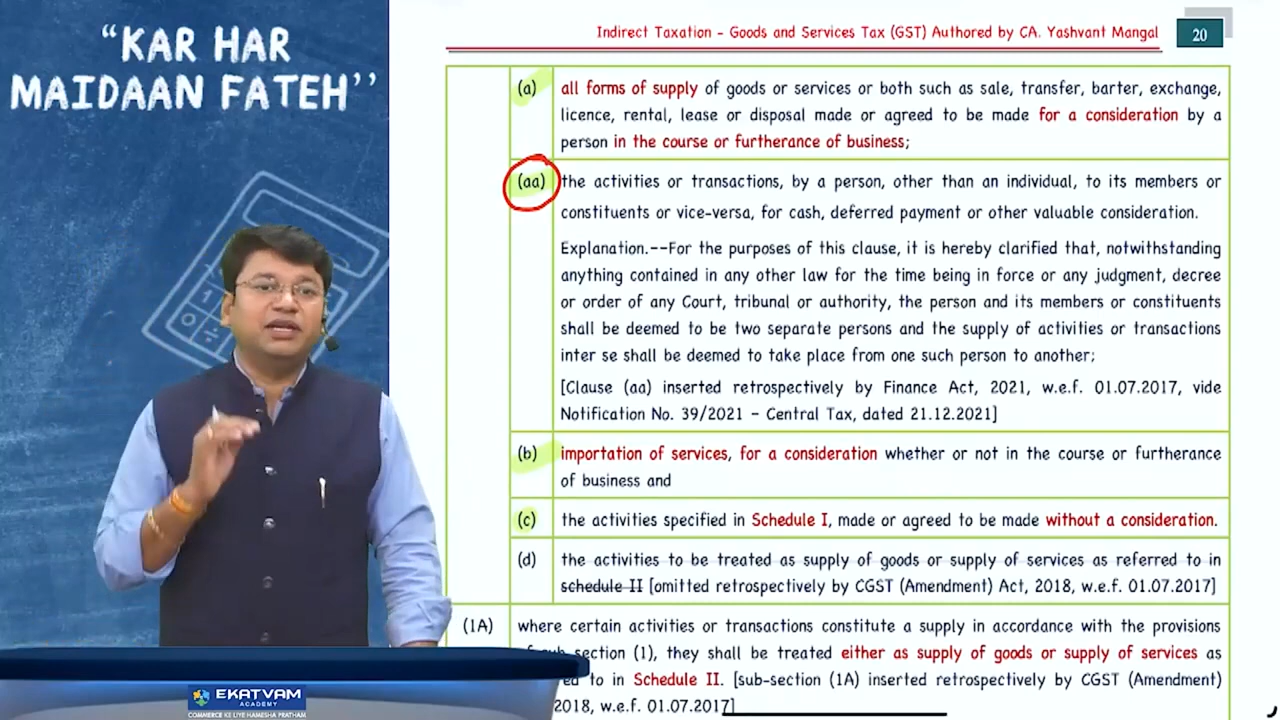 “KAR HAR
MAIDAAN FATEH’’
Indirect Taxation – Goods and Services Tax (GST) Authored by CA. Yashvant Mangal
20
(a) all forms of supply of goods or services or both such as sale, transfer, barter, exchange,
licence, rental, lease or disposal made or agreed to be made for a consideration by a
person in the course or furtherance of business;
(aa) the activities or transactions, by a person, other than an individual, to its members or
constituents or vice-versa, for cash, deferred payment or other valuable consideration.
Explanation.--For the purposes of this clause, it is hereby clarified that, notwithstanding
anything contained in any other law for the time being in force or any judgment, decree
or order of any Court, tribunal or authority, the person and its members or constituents
shall be deemed to be two separate persons and the supply of activities or transactions
inter se shall be deemed to take place from one such person to another;
[Clause (aa) inserted retrospectively by Finance Act, 2021, w.e.f. 01.07.2017, vide
Notification No. 39/2021 – Central Tax, dated 21.12.2021]
(b) importation of services, for a consideration whether or not in the course or furtherance
of business and
(c) the activities specified in Schedule I, made or agreed to be made without a consideration.
(d) the activities to be treated as supply of goods or supply of services as referred to in
schedule II [omitted retrospectively by CGST (Amendment) Act, 2018, w.e.f. 01.07.2017]
(1A) where certain activities or transactions constitute a supply in accordance with the provisions
section (1), they shall be treated either as supply of goods or supply of services as
to in Schedule II. [sub-section (1A) inserted retrospectively by CGST (Amendment)
2018, w.e.f. 01.07.2017]
EKATVAM
ACADEMY
COMMERCE KE LIYE HAMESHA PRATHAM